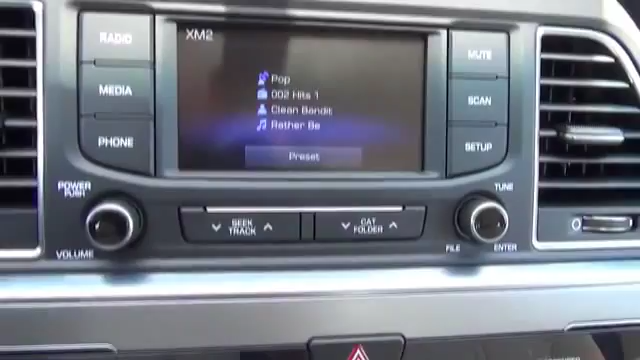 RADIO
MEDIA
PHONE
XM2
Pop
002 Hits 1
Clean Bandit
Rather Be
Preset
MUTE
SCAN
SETUP
POWER
PUSH
VOLUME
SEEK
TRACK
CAT
FOLDER
TUNE
FILE
ENTER